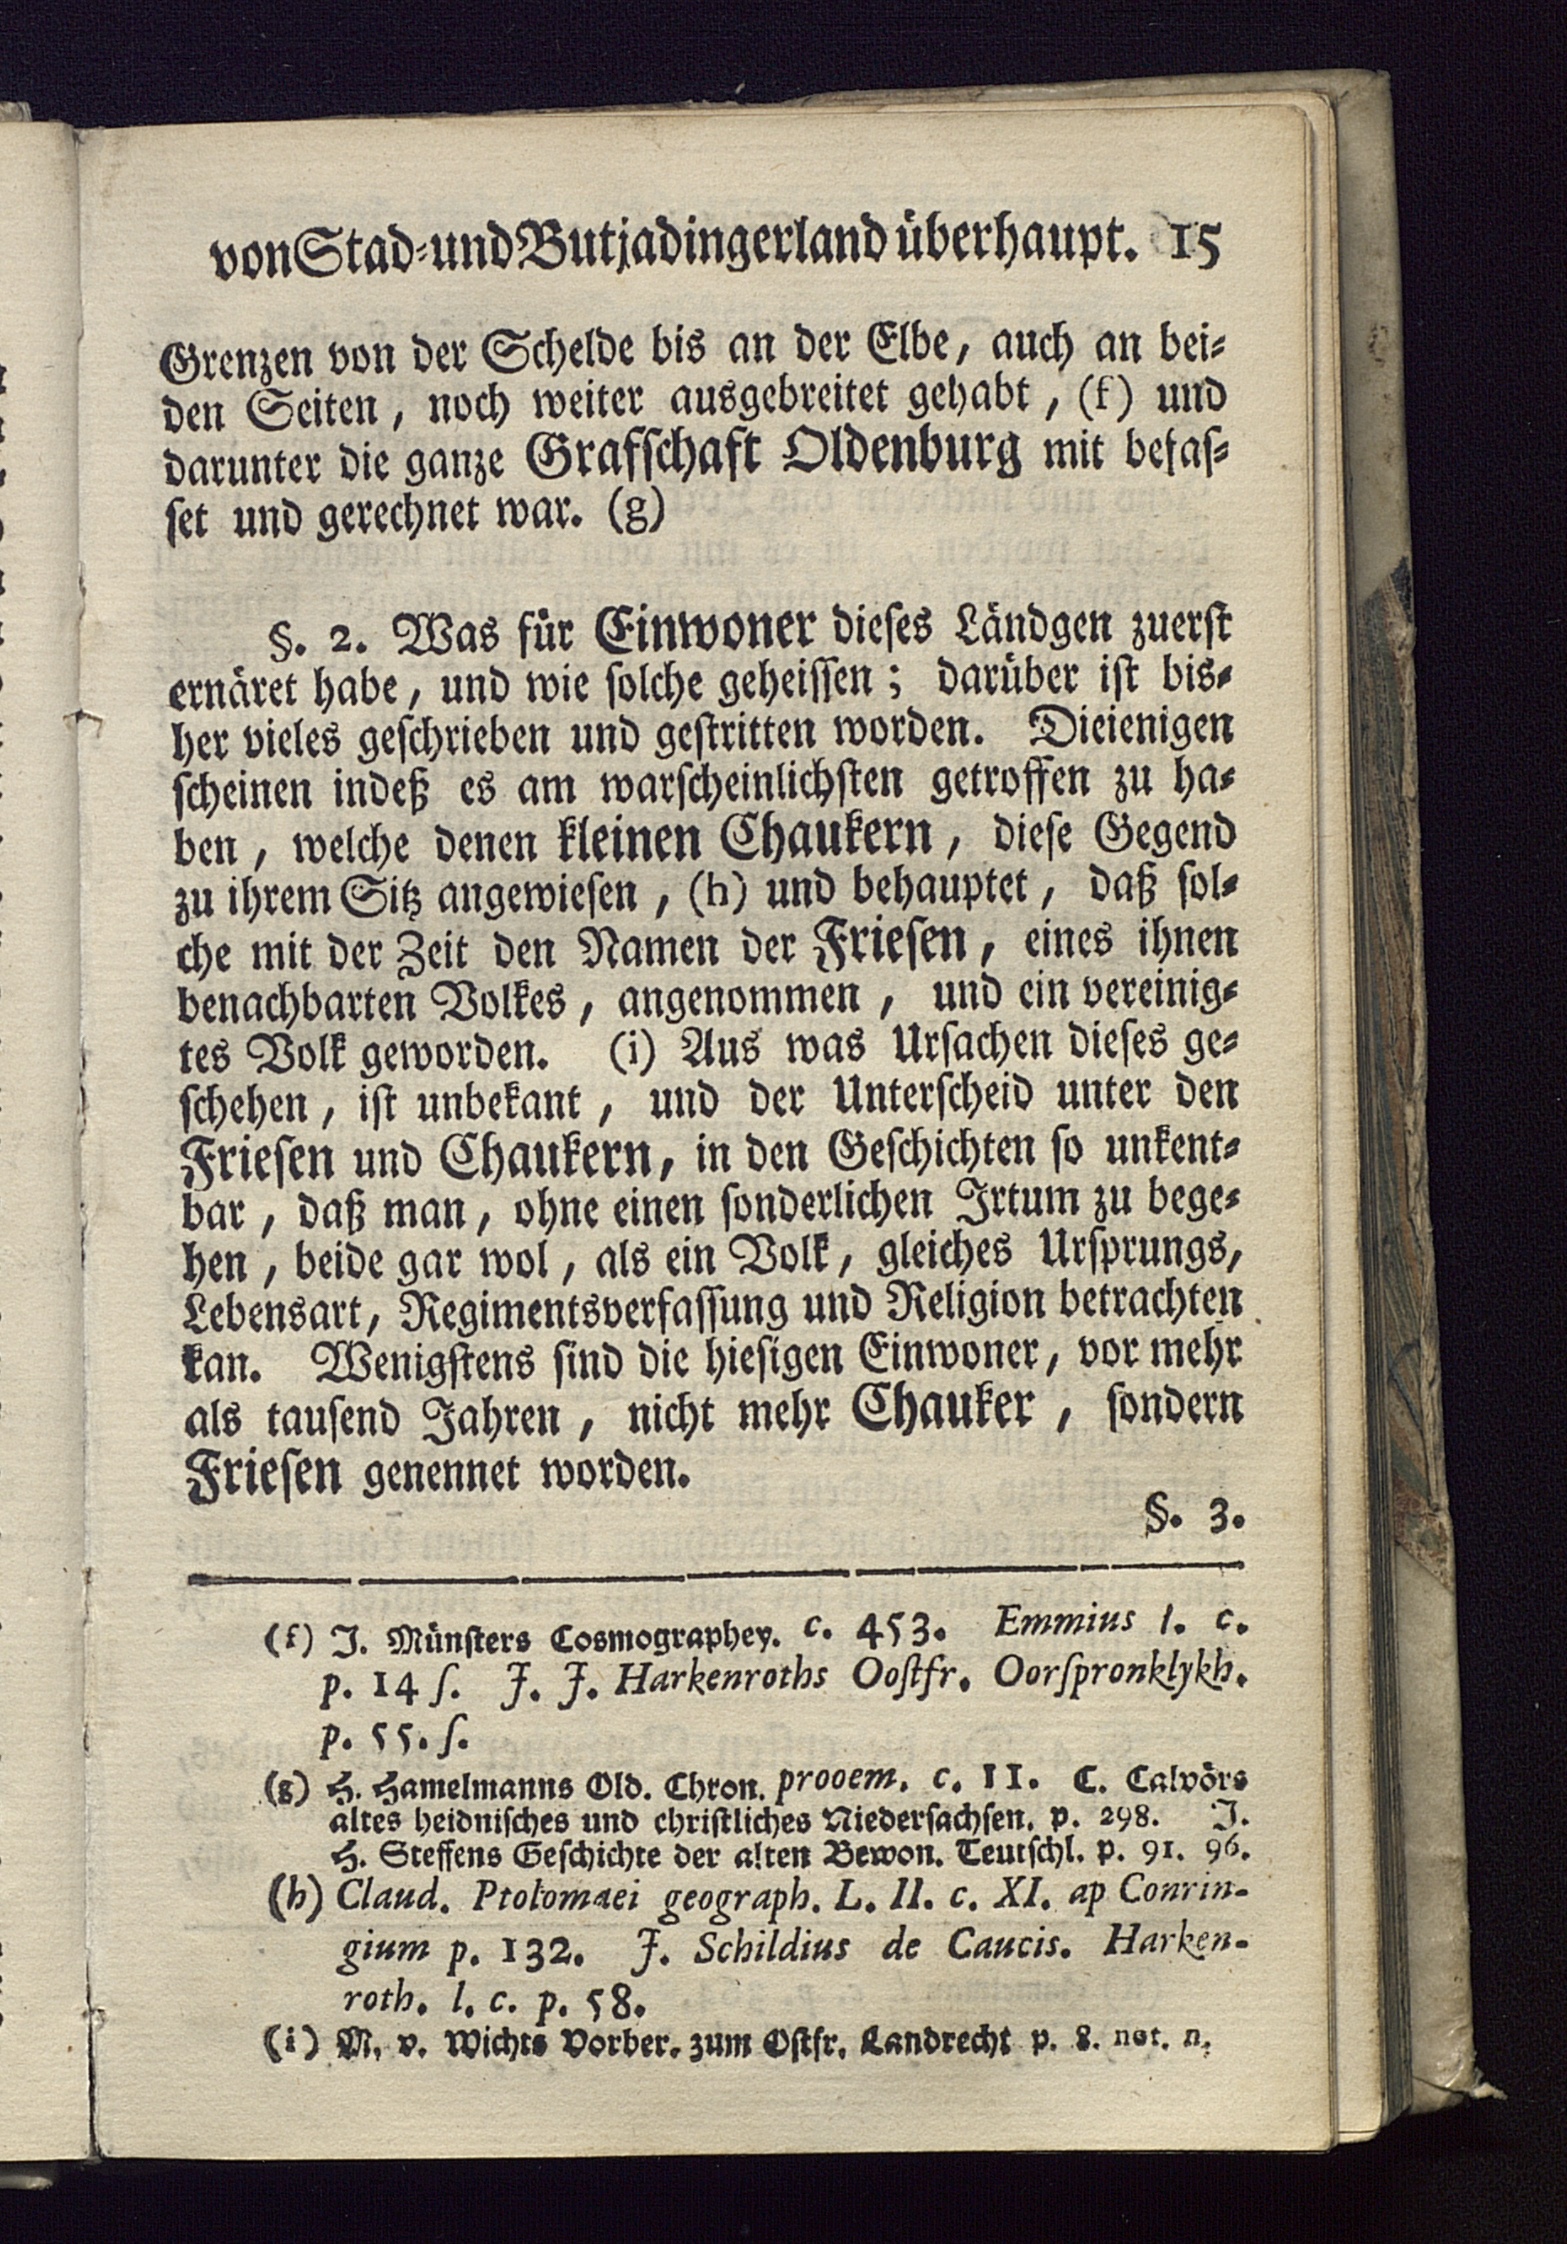 von Stad- und Butjadingerland überhaupt. 15
Grenzen von der Schelde bis an der Elbe, auch an bei-
den Seiten, noch weiter ausgebreitet gehabt, (f) und
darunter die ganze Grafschaft Oldenburg mit befas-
set und gerechnet war. (g)
§. 2. Was für Einwoner dieses Ländgen zuerst
ernäret habe, und wie solche geheissen; darüber ist bis-
her vieles geschrieben und gestritten worden. Dieienigen
scheinen indeß es am warscheinlichsten getroffen zu ha-
ben, welche denen kleinen Chaukern, diese Gegend
zu ihrem Sitz angewiesen, (h) und behauptet, daß sol-
che mit der Zeit den Namen der Friesen, eines ihnen
benachbarten Volkes, angenommen, und ein vereinig-
tes Volk geworden. (i) Aus was Ursachen dieses ge-
schehen, ist unbekant, und der Unterscheid unter den
Friesen und Chaukern, in den Geschichten so unkent-
bar, daß man, ohne einen sonderlichen Irtum zu bege-
hen, beide gar wol, als ein Volk, gleiches Ursprungs,
Lebensart, Regimentsverfassung und Religion betrachten
kan. Wenigstens sind die hiesigen Einwoner, vor mehr
als tausend Jahren, nicht mehr Chauker, sondern
Friesen genennet worden.
§. 3.
(f) J. Münsters Cosmographey. c. 453. Emmius l. c.
p. 14 ſ. J. J. Harkenroths Ooſtfr. Oorſpronklykh.
p. 55. ſ.
(g) H. Hamelmanns Old. Chron. prooem. c. II. C. Calvörs
altes heidnisches und christliches Niedersachsen. p. 298. J.
H. Steffens Geschichte der alten Bewon. Teutschl. p. 91. 96.
(h) Claud. Ptolomaei geograph. L. II. c. XI. ap Conrin-
gium p. 132. J. Schildius de Caucis. Harken-
roth. l. c. p. 58.
(i) M. v. Wichts Vorber. zum Ostfr. Landrecht p. 8. not. n.